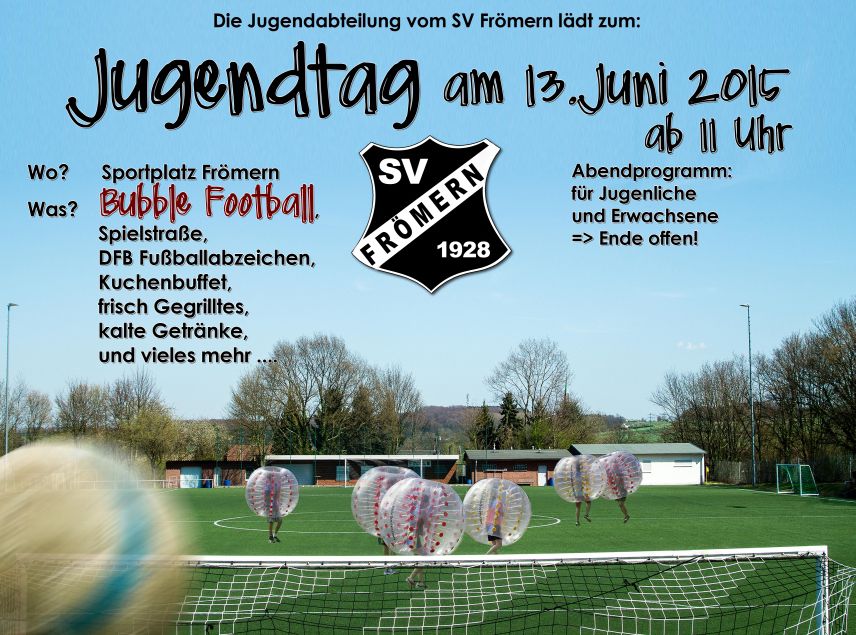 Die Jugendabteilung vom SV Frömern lädt zum:
Jugendtag am 13.Juni 2015
ab 11 Uhr
Wo? Sportplatz Frömern
Was? Bubble Football,
Spielstraße,
DFB Fußballabzeichen,
Kuchenbuffet,
frisch Gegrilltes,
kalte Getränke,
und vieles mehr ....
SV
FRÖMERN
1928
Abendprogramm:
für Jugenliche
und Erwachsene
=> Ende offen!